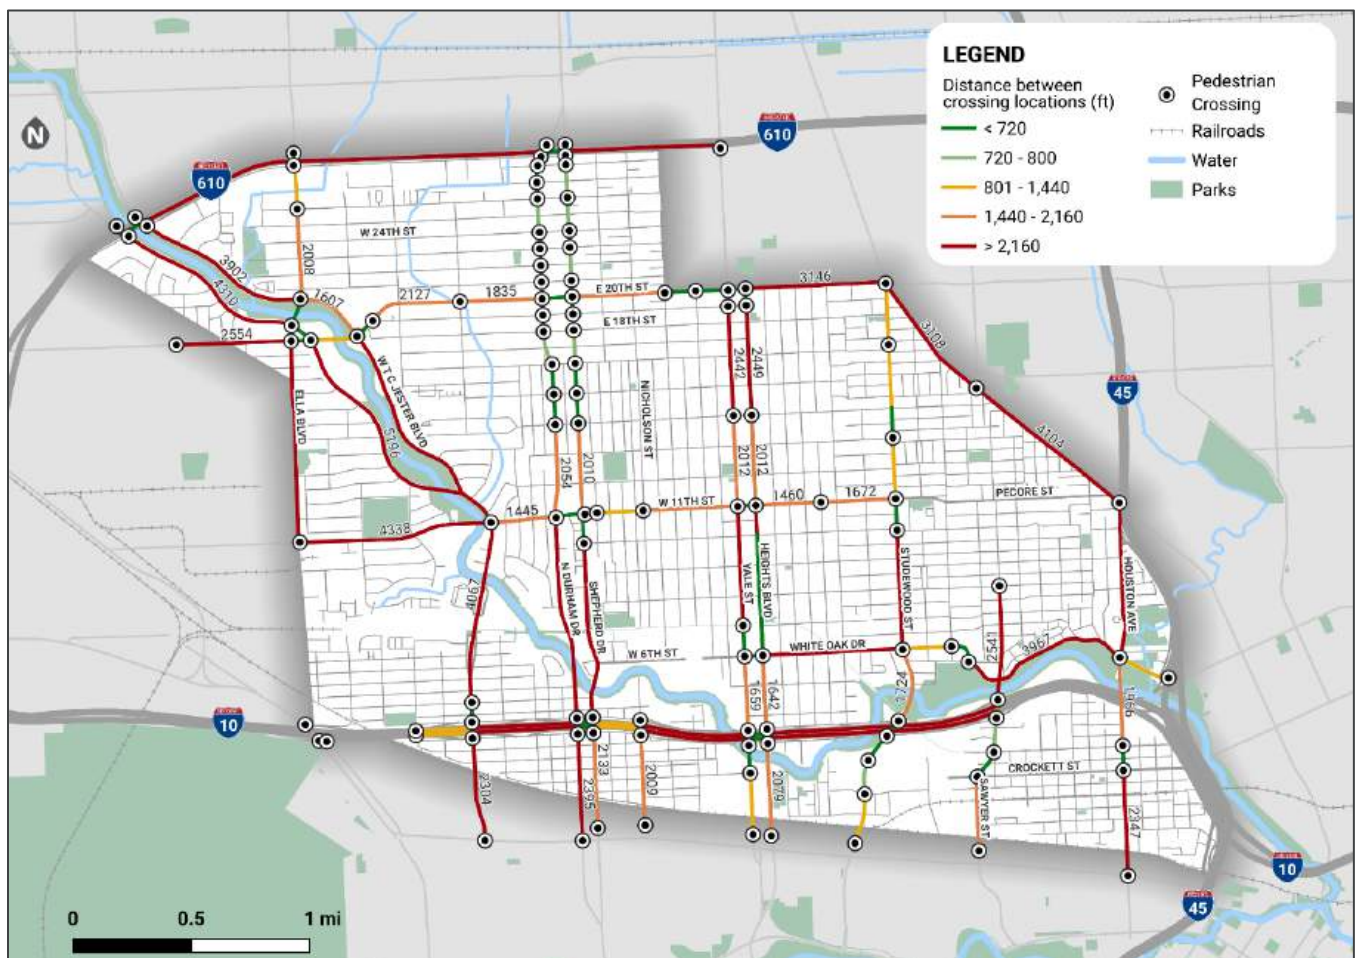 LEGEND
Distance between
crossing locations (ft)
< 720
720 - 800
801 - 1,440
1,440 - 2,160
> 2,160
Pedestrian
Crossing
Railroads
Water
Parks
N
610
610
W 24TH ST
2008
3902
4310
1607
2127
1835
E 20TH ST
3146
E 18TH ST
2554
3108
2442
2449
45
W T C JESTER BLVD
ELLA BLVD
NICHOLSON ST
5196
4104
2054
2010
2012
2012
W 11TH ST
1460
1672
PECORE ST
1445
4338
N DURHAM DR
SHEPHERD DR
YALE ST
HEIGHTS BLVD
STUDEWOOD ST
HOUSTON AVE
WHITE OAK DR
W 6TH ST
2541
3967
1659
1642
1724
1966
10
2304
2395
2133
2009
2079
CROCKETT ST
SAWYER ST
2347
10
45
0 0.5 1 mi